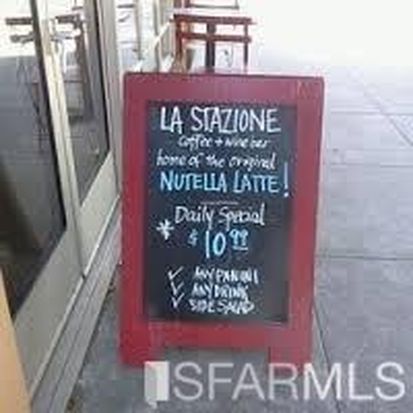 LA STAZIONE
coffee + wine bar
home of the original
NUTELLA LATTE!
Daily Special
* $10.99
✓ ANY PANINI
✓ ANY DRINK
✓ SIDE SALAD
SFARMLS